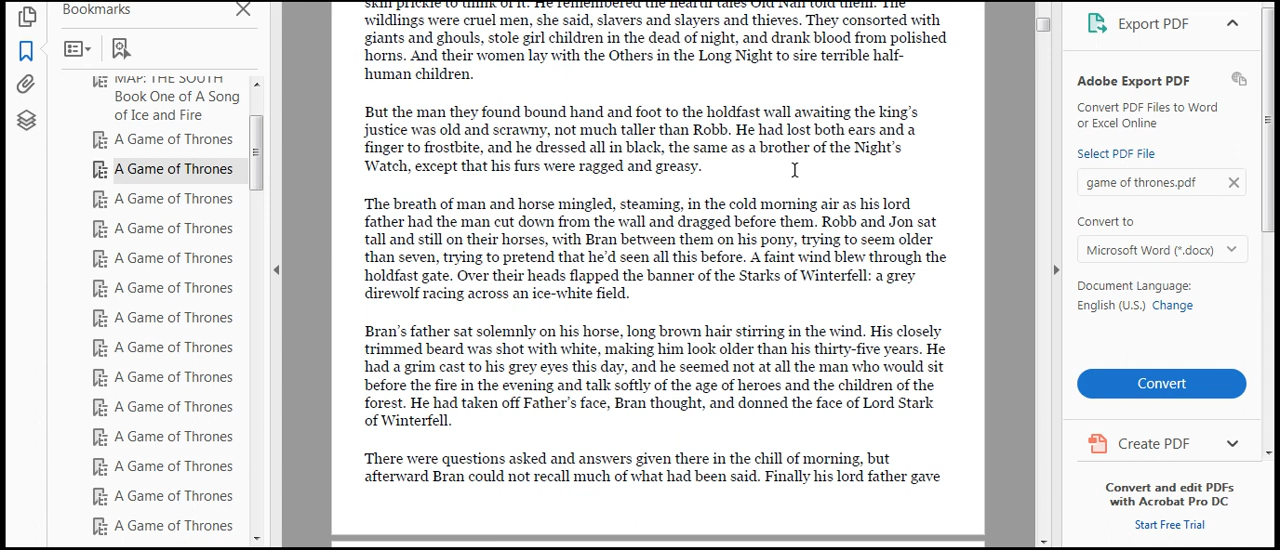 Bookmarks
MAP: THE SOUTH
Book One of A Song
of Ice and Fire
A Game of Thrones
A Game of Thrones
A Game of Thrones
A Game of Thrones
A Game of Thrones
A Game of Thrones
A Game of Thrones
A Game of Thrones
A Game of Thrones
A Game of Thrones
A Game of Thrones
A Game of Thrones
A Game of Thrones
A Game of Thrones
skin prickle to think of it. He remembered the hearth tales Old Nan told them. The
wildlings were cruel men, she said, slavers and slayers and thieves. They consorted with
giants and ghouls, stole girl children in the dead of night, and drank blood from polished
horns. And their women lay with the Others in the Long Night to sire terrible half-
human children.
But the man they found bound hand and foot to the holdfast wall awaiting the king's
justice was old and scrawny, not much taller than Robb. He had lost both ears and a
finger to frostbite, and he dressed all in black, the same as a brother of the Night's
Watch, except that his furs were ragged and greasy.
The breath of man and horse mingled, steaming, in the cold morning air as his lord
father had the man cut down from the wall and dragged before them. Robb and Jon sat
tall and still on their horses, with Bran between them on his pony, trying to seem older
than seven, trying to pretend that he'd seen all this before. A faint wind blew through the
holdfast gate. Over their heads flapped the banner of the Starks of Winterfell: a grey
direwolf racing across an ice-white field.
Bran's father sat solemnly on his horse, long brown hair stirring in the wind. His closely
trimmed beard was shot with white, making him look older than his thirty-five years. He
had a grim cast to his grey eyes this day, and he seemed not at all the man who would sit
before the fire in the evening and talk softly of the age of heroes and the children of the
forest. He had taken off Father's face, Bran thought, and donned the face of Lord Stark
of Winterfell.
There were questions asked and answers given there in the chill of morning, but
afterward Bran could not recall much of what had been said. Finally his lord father gave
Export PDF
Adobe Export PDF
Convert PDF Files to Word
or Excel Online
Select PDF File
game of thrones.pdf
Convert to
Microsoft Word (*.docx)
Document Language:
English (U.S.) Change
Convert
Create PDF
Convert and edit PDFs
with Acrobat Pro DC
Start Free Trial